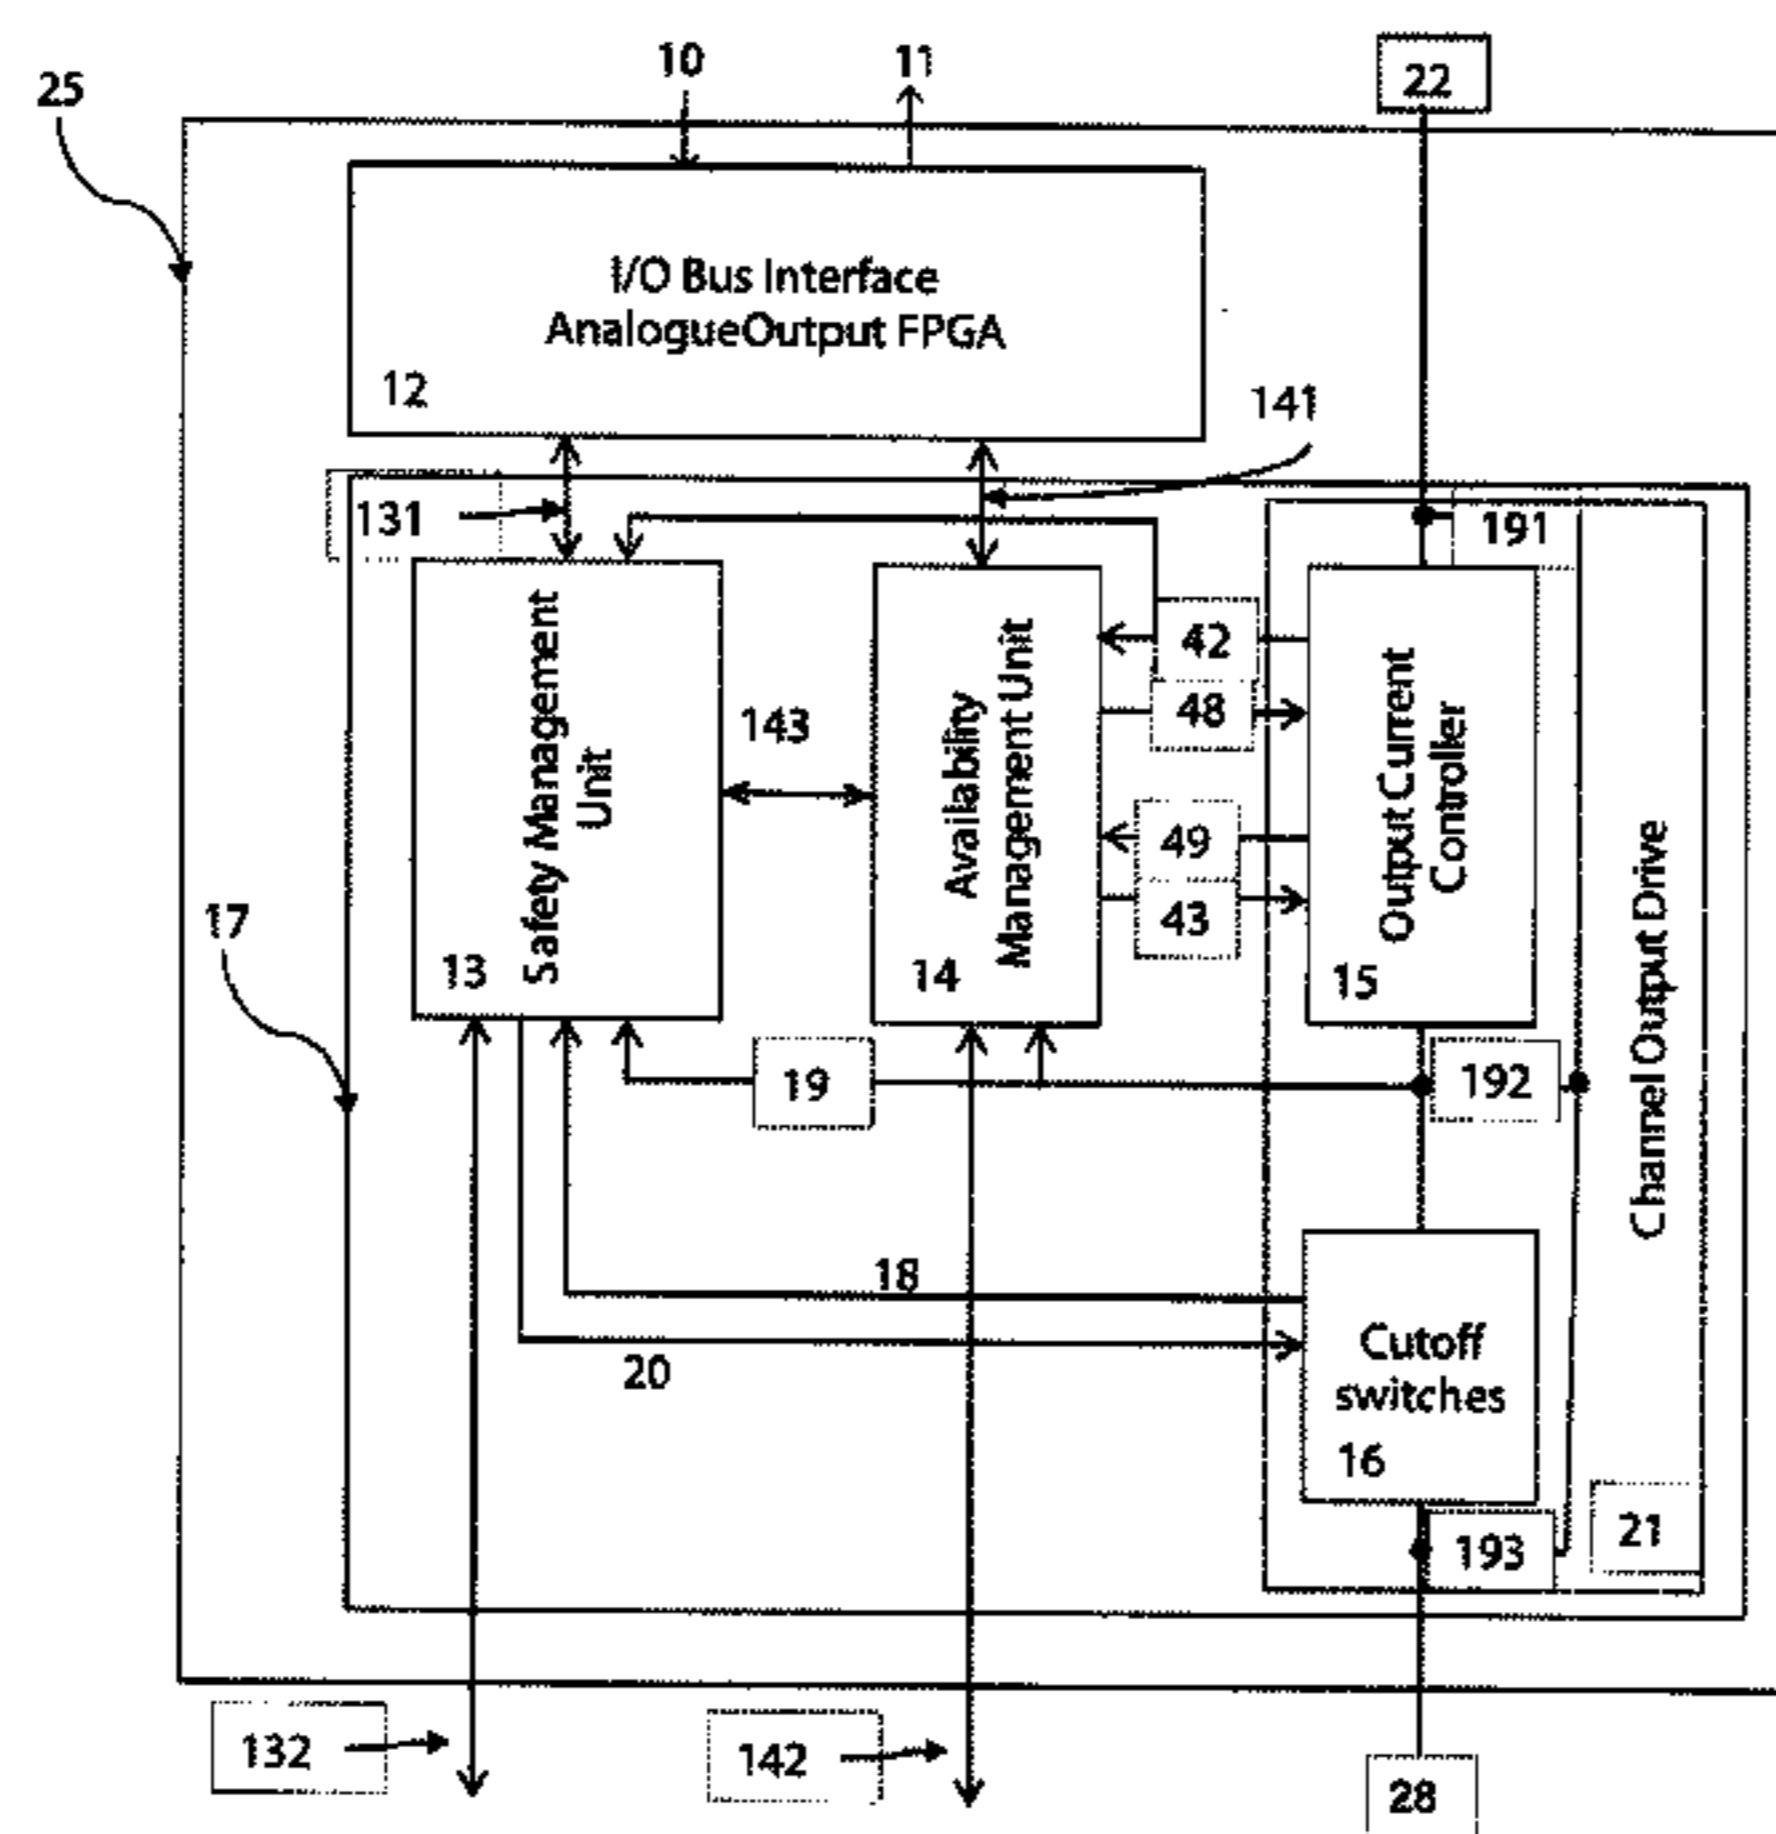 25
10
11
22
I/O Bus Interface
AnalogueOutput FPGA
12
141
131
191
42
48
143
49
43
Safety Management
Unit
13
Availability
Management Unit
14
Output Current
Controller
15
17
19
192
Channel Output Drive
18
20
Cutoff
switches
16
193
21
132
142
28